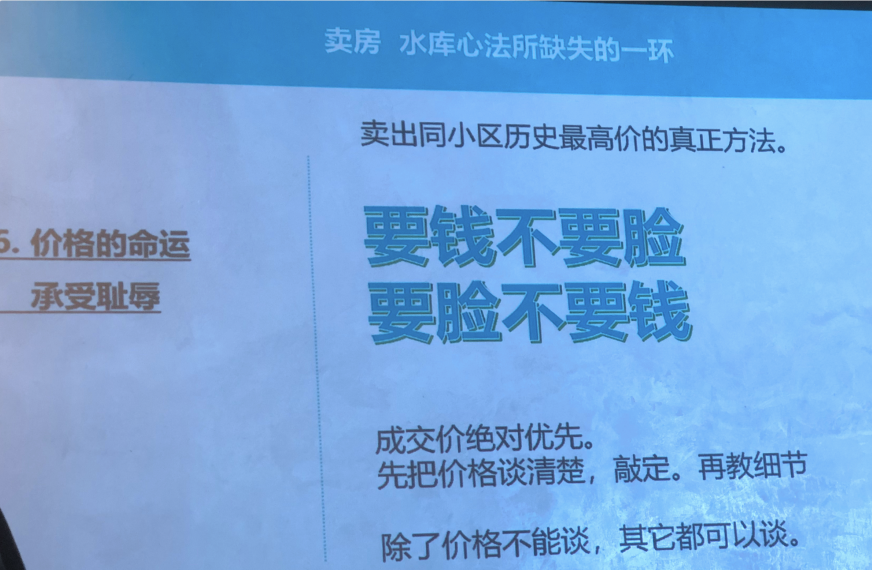 卖房 水库心法所缺失的一环
卖出同小区历史最高价的真正方法。
5. 价格的命运
承受耻辱
要钱不要脸
要脸不要钱
成交价绝对优先。
先把价格谈清楚，敲定。再教细节
除了价格不能谈，其它都可以谈。